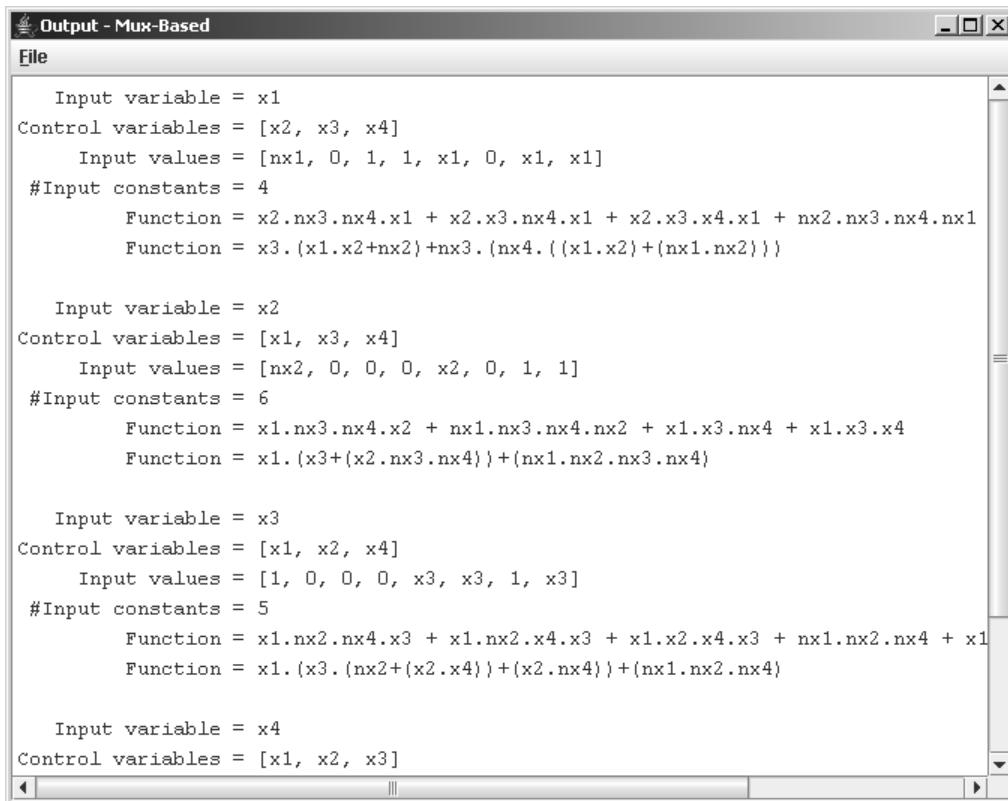 Output - Mux-Based
File
Input variable = x1
Control variables = [x2, x3, x4]
Input values = [nx1, 0, 1, 1, x1, 0, x1, x1]
#Input constants = 4
Function = x2.nx3.nx4.x1 + x2.x3.nx4.x1 + x2.x3.x4.x1 + nx2.nx3.nx4.nx1
Function = x3.(x1.x2+nx2)+nx3.(nx4.((x1.x2)+(nx1.nx2)))
Input variable = x2
Control variables = [x1, x3, x4]
Input values = [nx2, 0, 0, 0, x2, 0, 1, 1]
#Input constants = 6
Function = x1.nx3.nx4.x2 + nx1.nx3.nx4.nx2 + x1.x3.nx4 + x1.x3.x4
Function = x1.(x3+(x2.nx3.nx4))+(nx1.nx2.nx3.nx4)
Input variable = x3
Control variables = [x1, x2, x4]
Input values = [1, 0, 0, 0, x3, x3, 1, x3]
#Input constants = 5
Function = x1.nx2.nx4.x3 + x1.nx2.x4.x3 + x1.x2.x4.x3 + nx1.nx2.nx4 + x1
Function = x1.(x3.(nx2+(x2.x4))+(x2.nx4))+(nx1.nx2.nx4)
Input variable = x4
Control variables = [x1, x2, x3]